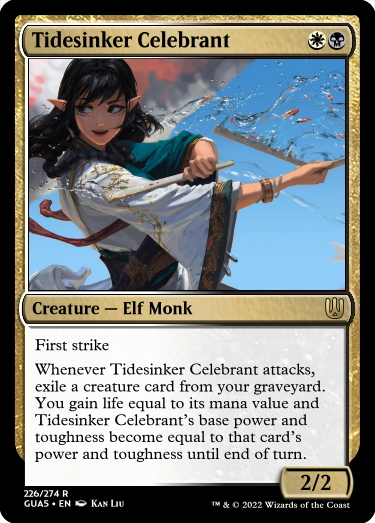 Tidesinker Celebrant
Creature — Elf Monk
First strike
Whenever Tidesinker Celebrant attacks,
exile a creature card from your graveyard.
You gain life equal to its mana value and
Tidesinker Celebrant's base power and
toughness become equal to that card's
power and toughness until end of turn.
2/2
226/274 R
GUA5 • EN Kan Liu
™ & © 2022 Wizards of the Coast